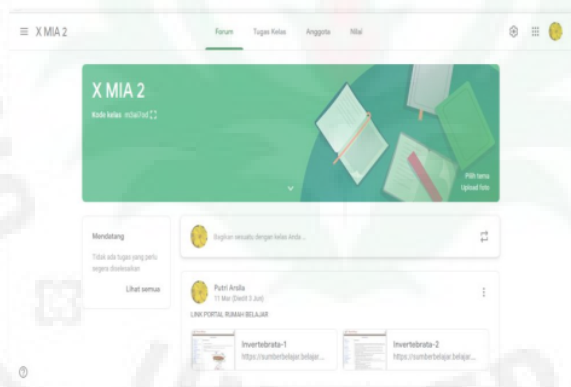 X MIA 2
Forum Tugas Kelas Anggota Nilai
X MIA 2
Kode kelas
Pilih tema
Upload foto
Mendatang
Tidak ada tugas yang perlu
segera diselesaikan
Lihat semua
Bagikan sesuatu dengan kelas Anda ...
Putri Arsila
11 Mar (Diedit 3 Jun)
LINK PORTAL RUMAH BELAJAR
Invertebrata-1
https://sumberbelajar.belajar....
Invertebrata-2
https://sumberbelajar.belajar....